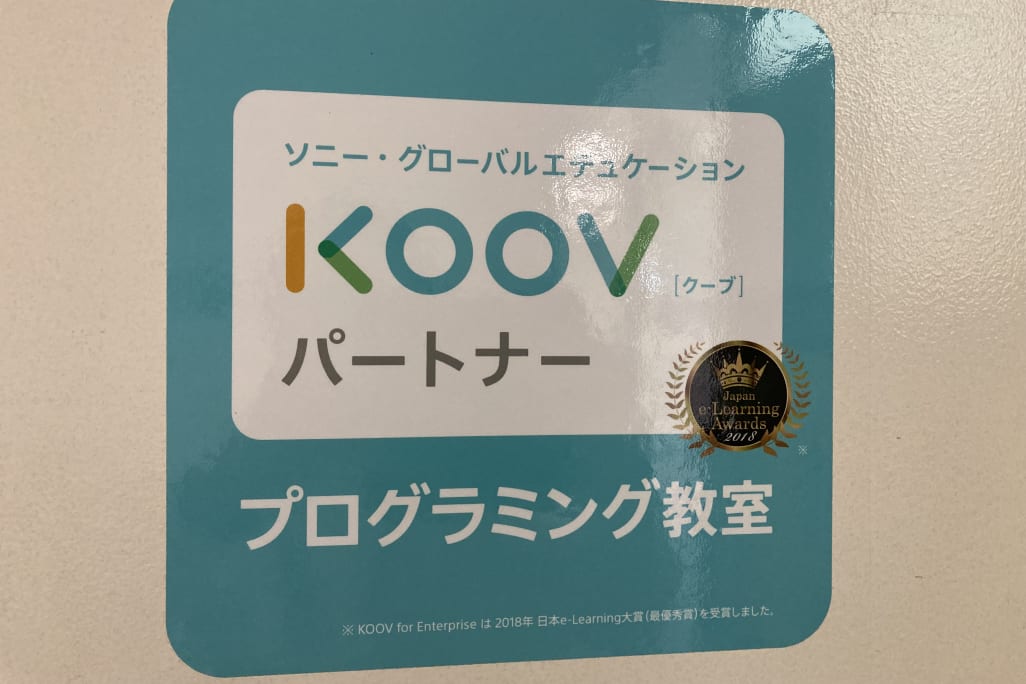 ソニー・グローバルエデュケーション
KOOV
[クーブ]
パートナー
Japan
e-Learning
Awards
2018
※
プログラミング教室
※ KOOV for Enterprise は 2018年 日本e-Learning大賞(最優秀賞)を受賞しました。